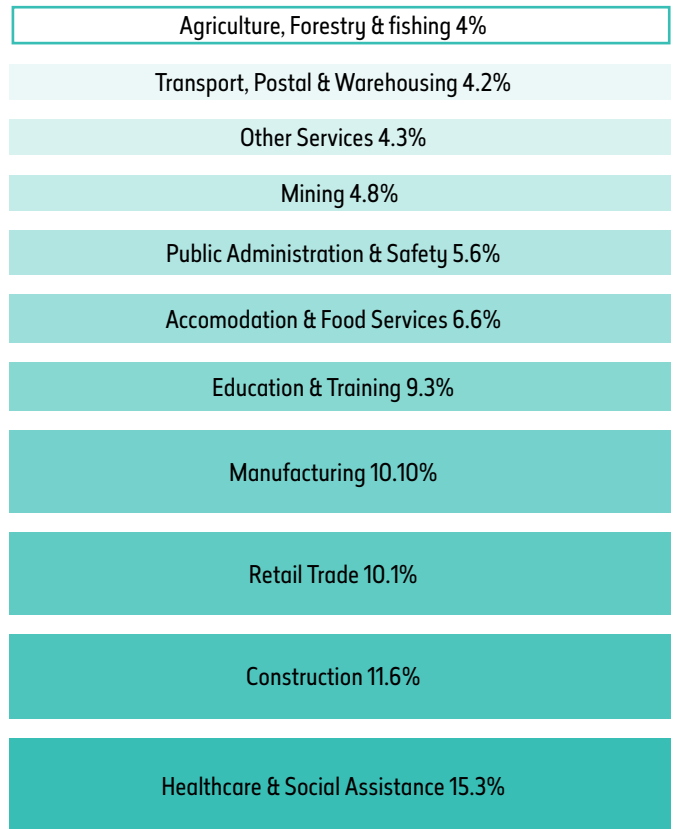 Agriculture, Forestry & fishing 4%
Transport, Postal & Warehousing 4.2%
Other Services 4.3%
Mining 4.8%
Public Administration & Safety 5.6%
Accomodation & Food Services 6.6%
Education & Training 9.3%
Manufacturing 10.10%
Retail Trade 10.1%
Construction 11.6%
Healthcare & Social Assistance 15.3%